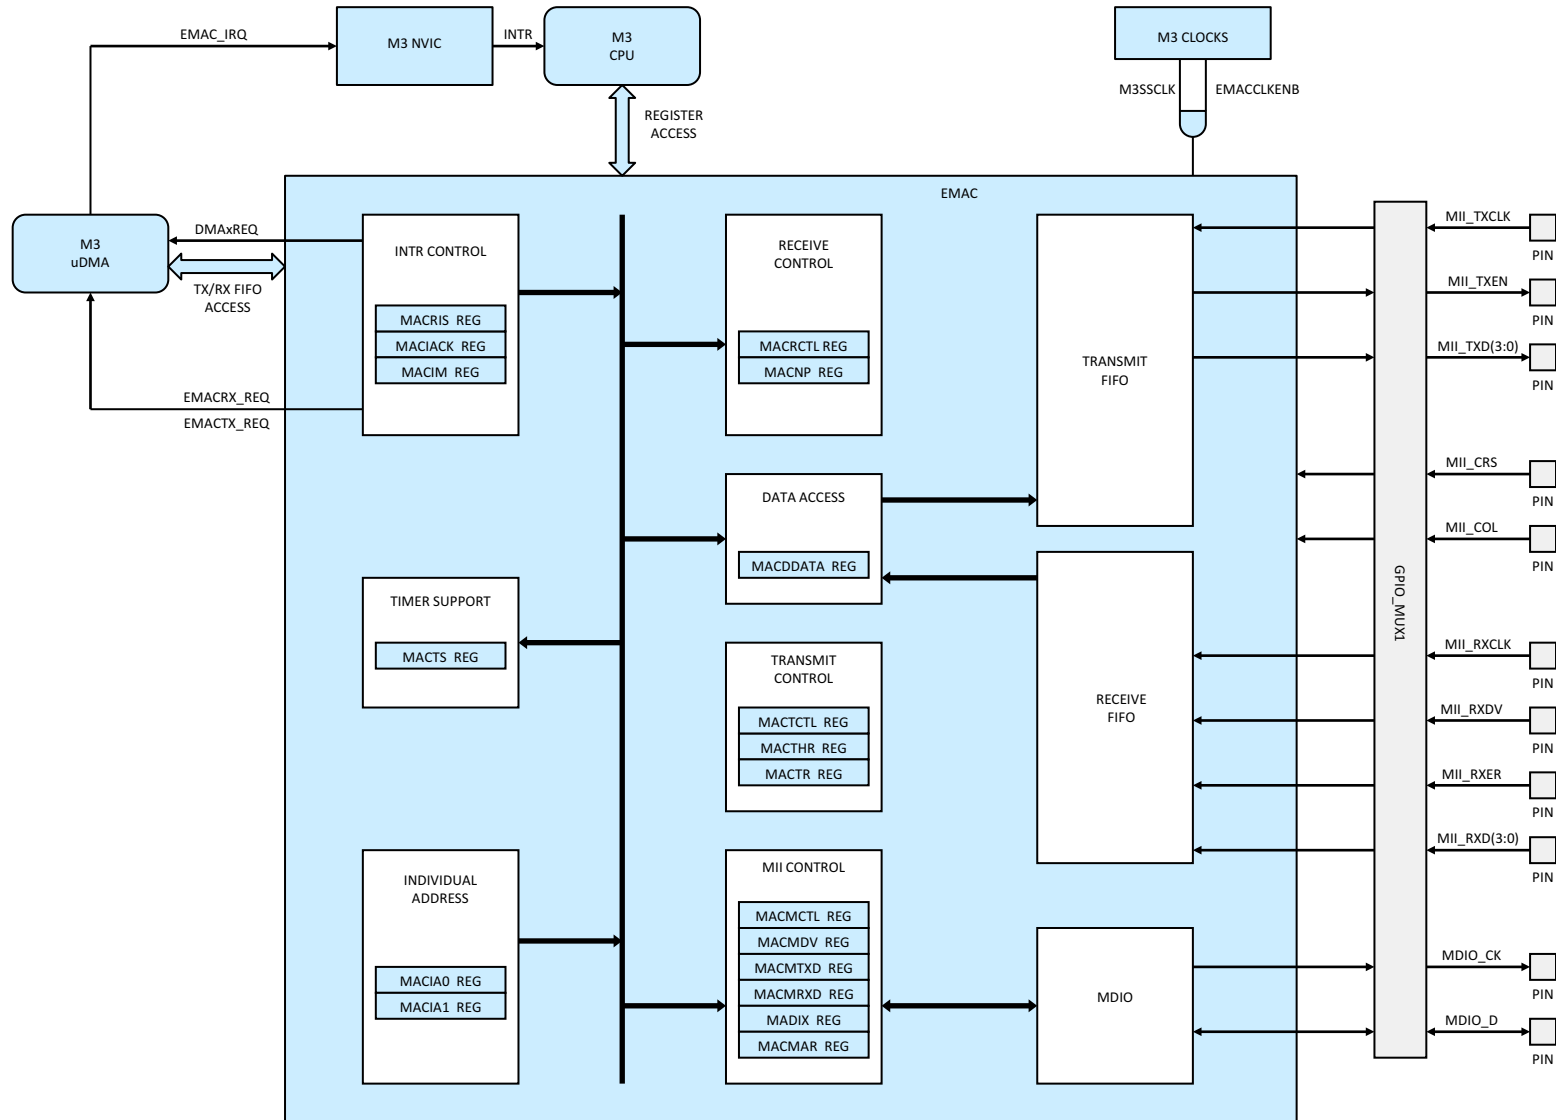 EMAC_IRQ
M3 NVIC
INTR
M3
CPU
M3 CLOCKS
M3SSCLK
EMACCLKENB
REGISTER
ACCESS
EMAC
M3
uDMA
DMAxREQ
TX/RX FIFO
ACCESS
EMACRX_REQ
EMACTX_REQ
INTR CONTROL
MACRIS REG
MACIACK REG
MACIM REG
RECEIVE
CONTROL
MACRCTL REG
MACNP REG
TRANSMIT
FIFO
DATA ACCESS
MACDDATA REG
TIMER SUPPORT
MACTS REG
TRANSMIT
CONTROL
MACTCTL REG
MACTHR REG
MACTR REG
RECEIVE
FIFO
INDIVIDUAL
ADDRESS
MACIA0 REG
MACIA1 REG
MII CONTROL
MACMCTL REG
MACMDV REG
MACMTXD REG
MACMRXD REG
MADIX REG
MACMAR REG
MDIO
GPIO_MUX1
MII_TXCLK
PIN
MII_TXEN
PIN
MII_TXD(3:0)
PIN
MII_CRS
PIN
MII_COL
PIN
MII_RXCLK
PIN
MII_RXDV
PIN
MII_RXER
PIN
MII_RXD(3:0)
PIN
MDIO_CK
PIN
MDIO_D
PIN